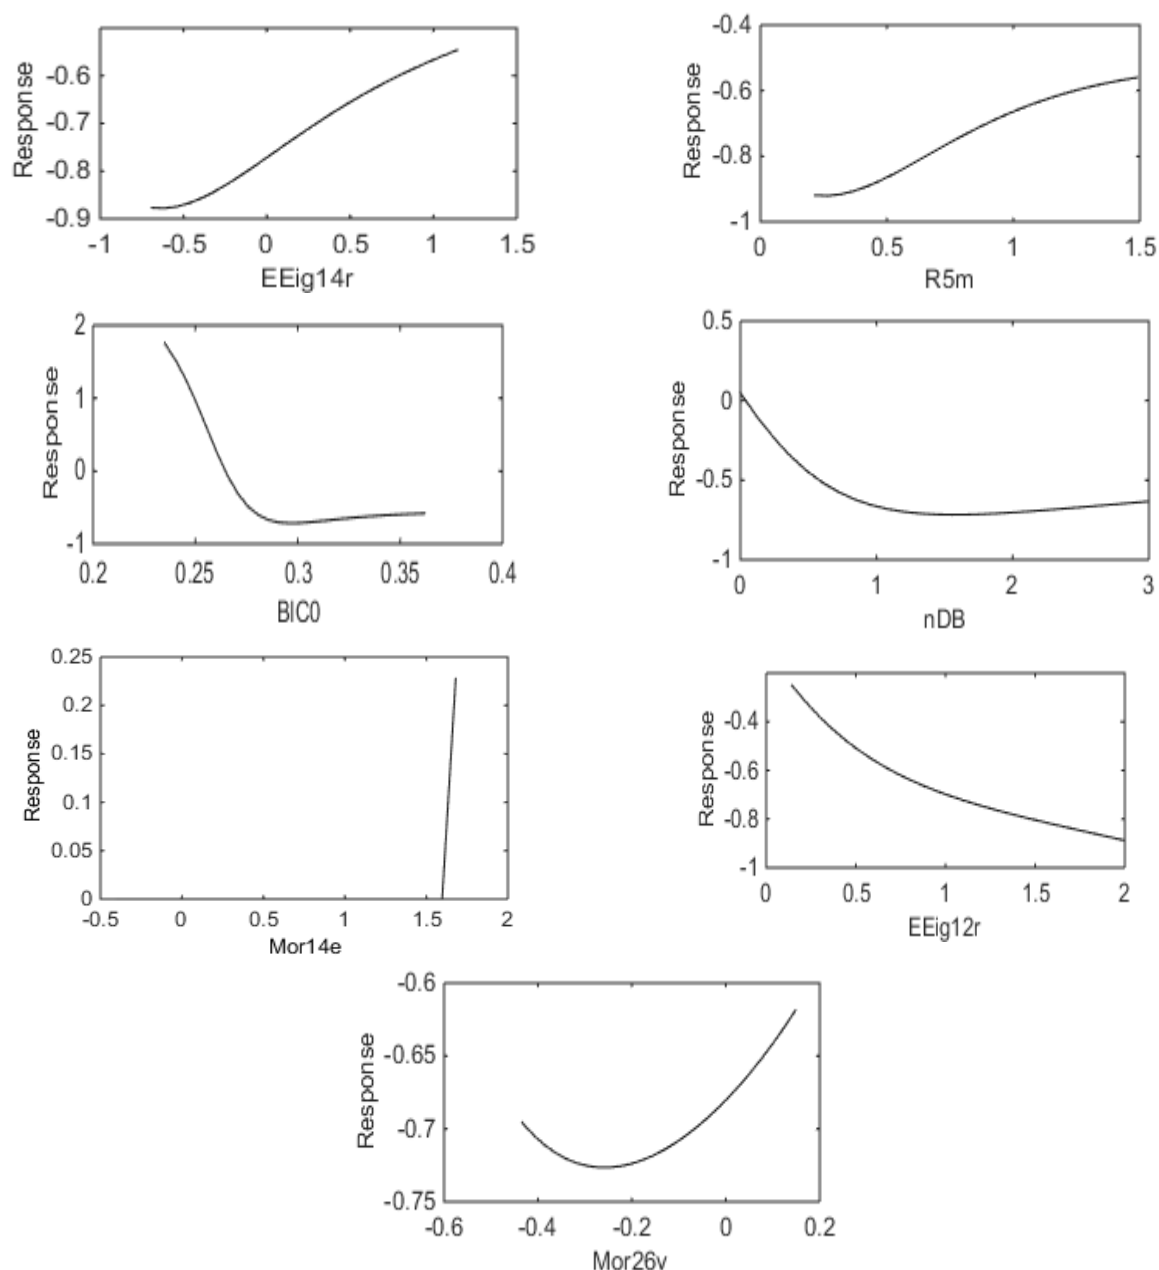 Response
-0.6
-0.7
-0.8
-0.9
-1 -0.5 0 0.5 1 1.5
EEig14r
Response
-0.4
-0.6
-0.8
-1
0 0.5 1 1.5
R5m
Response
2
1
0
-1
0.2 0.25 0.3 0.35 0.4
BIC0
Response
0.5
0
-0.5
-1
0 1 2 3
nDB
Response
0.25
0.2
0.15
0.1
0.05
0
-0.5 0 0.5 1 1.5 2
Mor14e
Response
-0.4
-0.6
-0.8
-1
0 0.5 1 1.5 2
EEig12r
Response
-0.6
-0.65
-0.7
-0.75
-0.6 -0.4 -0.2 0 0.2
Mor26v